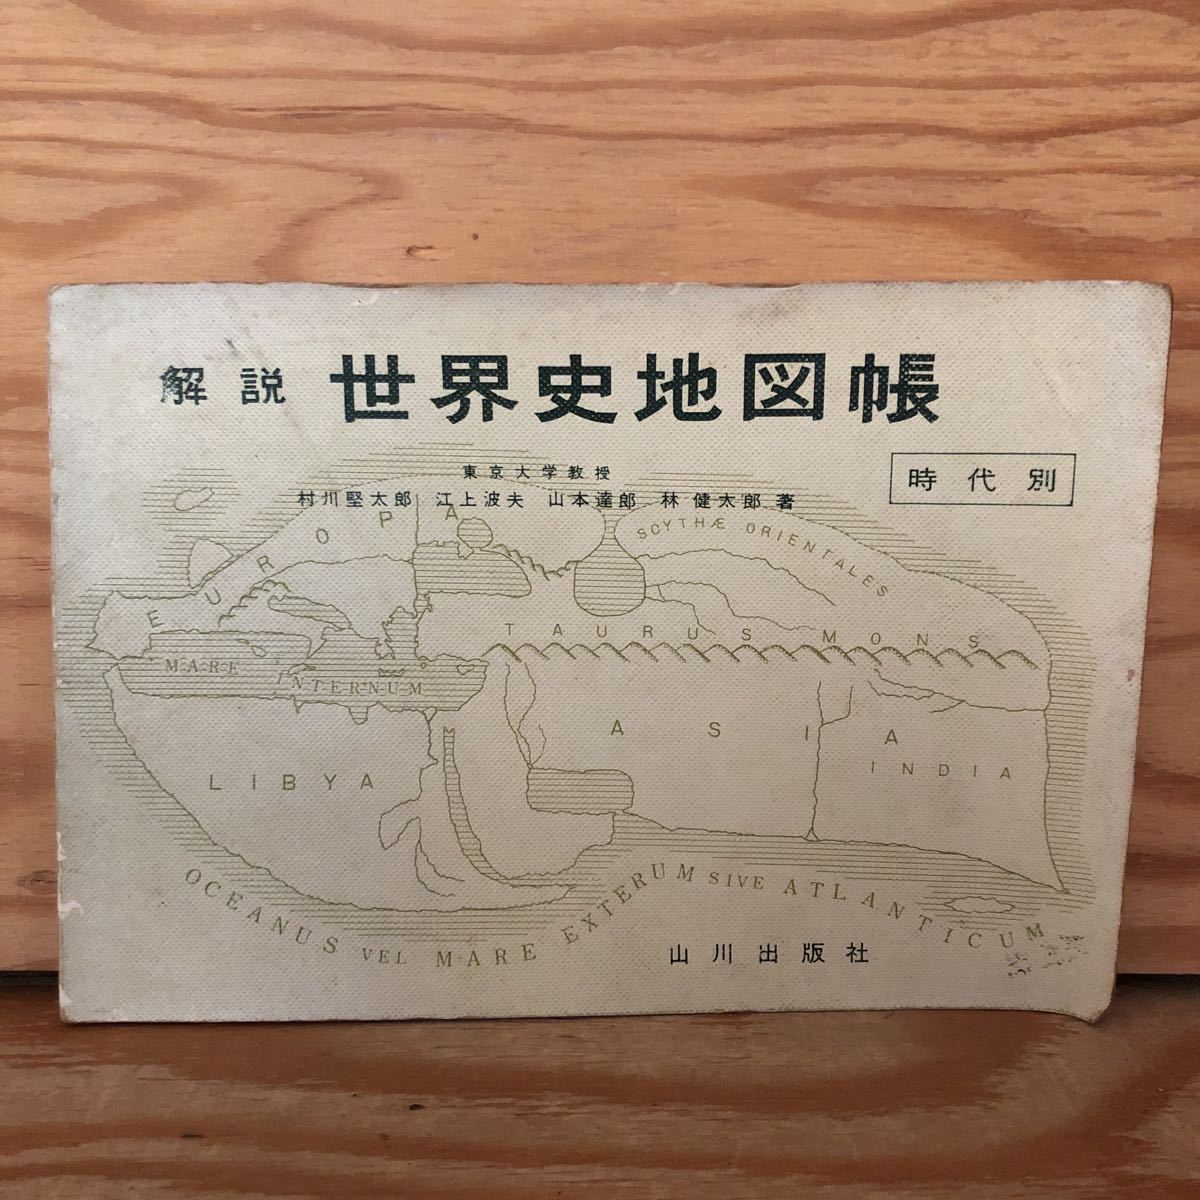 解説 世界史地図帳
時代別
東京大学教授
村川堅太郎 江上波夫 山本達郎 林健太郎 著
EUROPA
SCYTHÆ ORIENTALES
TAURUS MONS
MARE INTERNUM
ASIA
INDIA
LIBYA
OCEANUS VEL MARE EXTERUM SIVE ATLANTICUM
山川出版社